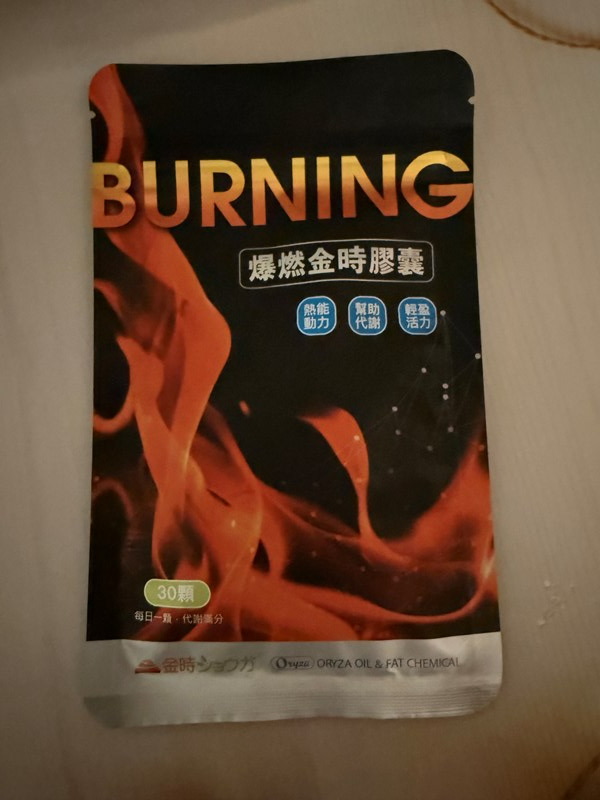 BURNING
爆燃金時膠囊
熱能動力 幫助代謝 輕盈活力
30顆
每日一顆．代謝滿分
金時ショウガ Oryza ORYZA OIL & FAT CHEMICAL